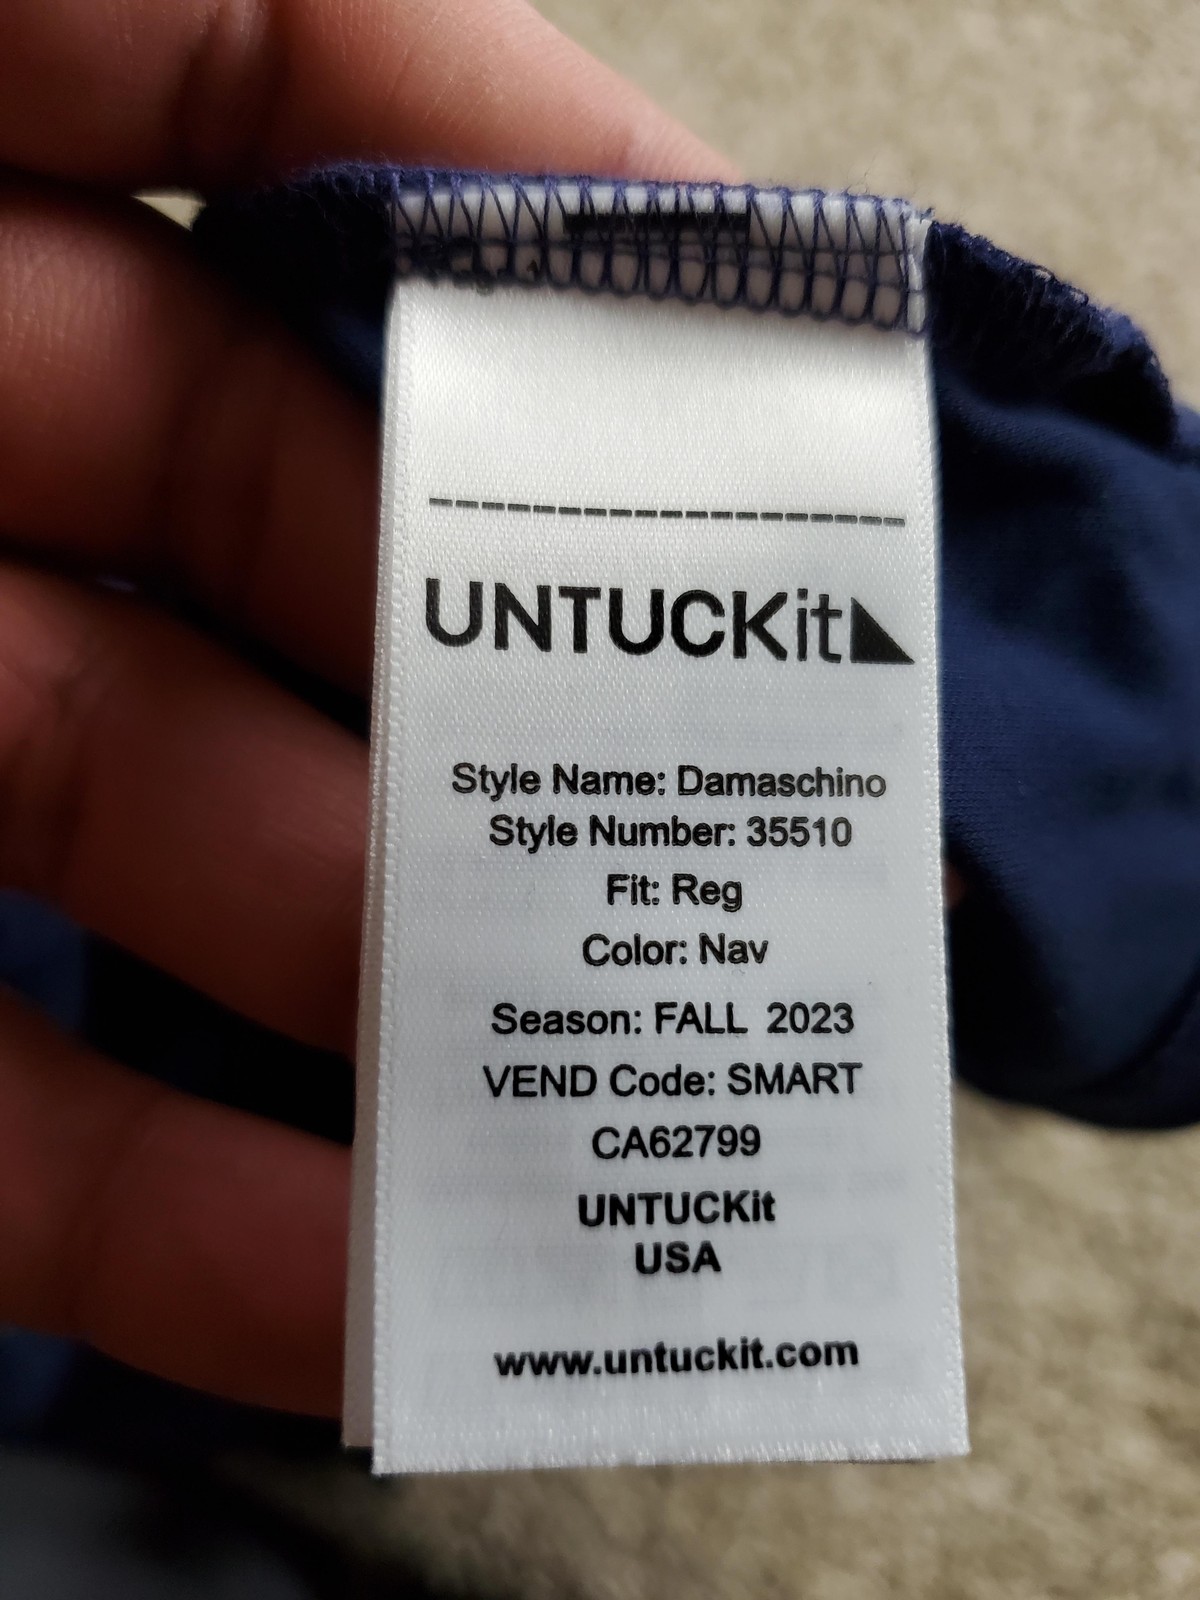 UNTUCKit
Style Name: Damaschino
Style Number: 35510
Fit: Reg
Color: Nav
Season: FALL 2023
VEND Code: SMART
CA62799
UNTUCKit
USA
www.untuckit.com